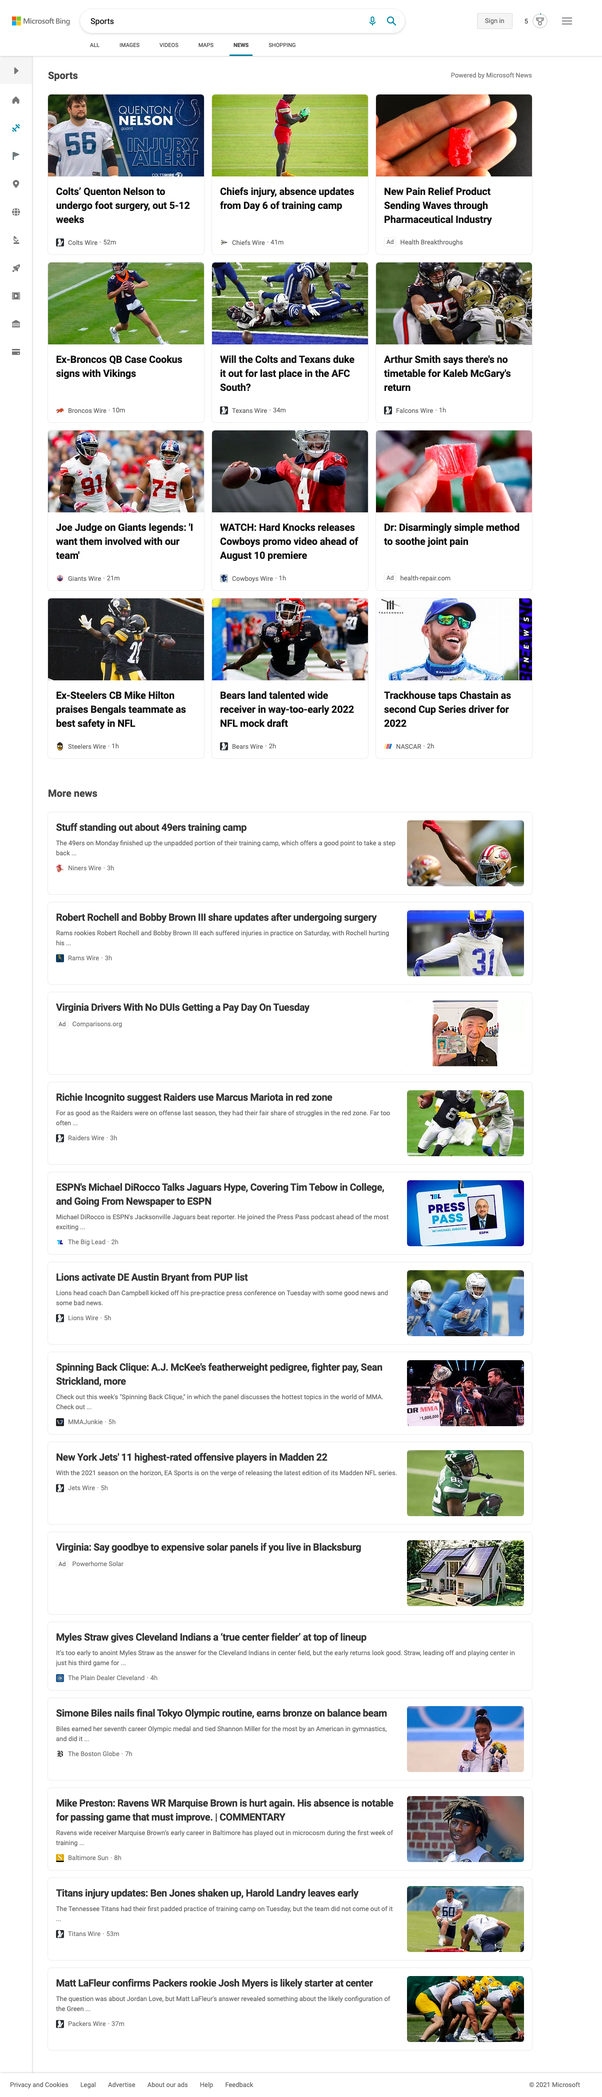 Microsoft Bing
Sports
Sign in
5
ALL IMAGES VIDEOS MAPS NEWS SHOPPING
Sports
Powered by Microsoft News
56
QUENTON
NELSON
guard
INJURY
ALERT
COLTSWIRE
Colts' Quenton Nelson to
undergo foot surgery, out 5-12
weeks
Colts Wire · 52m
Chiefs injury, absence updates
from Day 6 of training camp
Chiefs Wire · 41m
New Pain Relief Product
Sending Waves through
Pharmaceutical Industry
Ad Health Breakthroughs
Ex-Broncos QB Case Cookus
signs with Vikings
Broncos Wire · 10m
Will the Colts and Texans duke
it out for last place in the AFC
South?
Texans Wire · 34m
9
Arthur Smith says there's no
timetable for Kaleb McGary's
return
Falcons Wire · 1h
91
72
Joe Judge on Giants legends: 'I
want them involved with our
team'
Giants Wire · 21m
4
WATCH: Hard Knocks releases
Cowboys promo video ahead of
August 10 premiere
Cowboys Wire · 1h
Dr: Disarmingly simple method
to soothe joint pain
Ad health-repair.com
28
Ex-Steelers CB Mike Hilton
praises Bengals teammate as
best safety in NFL
Steelers Wire · 1h
1
Bears land talented wide
receiver in way-too-early 2022
NFL mock draft
Bears Wire · 2h
NEWS
Trackhouse taps Chastain as
second Cup Series driver for
2022
NASCAR · 2h
More news
Stuff standing out about 49ers training camp
The 49ers on Monday finished up the unpadded portion of their training camp, which offers a good point to take a step
back ...
Niners Wire · 3h
Robert Rochell and Bobby Brown III share updates after undergoing surgery
Rams rookies Robert Rochell and Bobby Brown III each suffered injuries in practice on Saturday, with Rochell hurting
his ...
Rams Wire · 3h
31
Virginia Drivers With No DUIs Getting a Pay Day On Tuesday
Ad Comparisons.org
Richie Incognito suggest Raiders use Marcus Mariota in red zone
For as good as the Raiders were on offense last season, they had their fair share of struggles in the red zone. Far too
often ...
Raiders Wire · 3h
8
ESPN's Michael DiRocco Talks Jaguars Hype, Covering Tim Tebow in College,
and Going From Newspaper to ESPN
Michael DiRocco is ESPN's Jacksonville Jaguars beat reporter. He joined the Press Pass podcast ahead of the most
exciting ...
The Big Lead · 2h
TBL
PRESS
PASS
ESPN
Lions activate DE Austin Bryant from PUP list
Lions head coach Dan Campbell kicked off his pre-practice press conference on Tuesday with some good news and
some bad news.
Lions Wire · 5h
Spinning Back Clique: A.J. McKee's featherweight pedigree, fighter pay, Sean
Strickland, more
Check out this week's "Spinning Back Clique," in which the panel discusses the hottest topics in the world of MMA.
Check out ...
MMAJunkie · 5h
OR MMA
New York Jets' 11 highest-rated offensive players in Madden 22
With the 2021 season on the horizon, EA Sports is on the verge of releasing the latest edition of its Madden NFL series.
Jets Wire · 5h
Virginia: Say goodbye to expensive solar panels if you live in Blacksburg
Ad Powerhome Solar
Myles Straw gives Cleveland Indians a 'true center fielder' at top of lineup
It's too early to anoint Myles Straw as the answer for the Cleveland Indians in center field, but the early returns look good. Straw, leading off and playing center in
just his third game for ...
The Plain Dealer Cleveland · 4h
Simone Biles nails final Tokyo Olympic routine, earns bronze on balance beam
Biles earned her seventh career Olympic medal and tied Shannon Miller for the most by an American in gymnastics,
and did it ...
The Boston Globe · 7h
Mike Preston: Ravens WR Marquise Brown is hurt again. His absence is notable
for passing game that must improve. | COMMENTARY
Ravens wide receiver Marquise Brown's early career in Baltimore has played out in microcosm during the first week of
training ...
Baltimore Sun · 8h
Titans injury updates: Ben Jones shaken up, Harold Landry leaves early
The Tennessee Titans had their first padded practice of training camp on Tuesday, but the team did not come out of it
...
Titans Wire · 53m
60
Matt LaFleur confirms Packers rookie Josh Myers is likely starter at center
The question was about Jordan Love, but Matt LaFleur's answer revealed something about the likely configuration of
the Green ...
Packers Wire · 37m
Privacy and Cookies Legal Advertise About our ads Help Feedback
© 2021 Microsoft